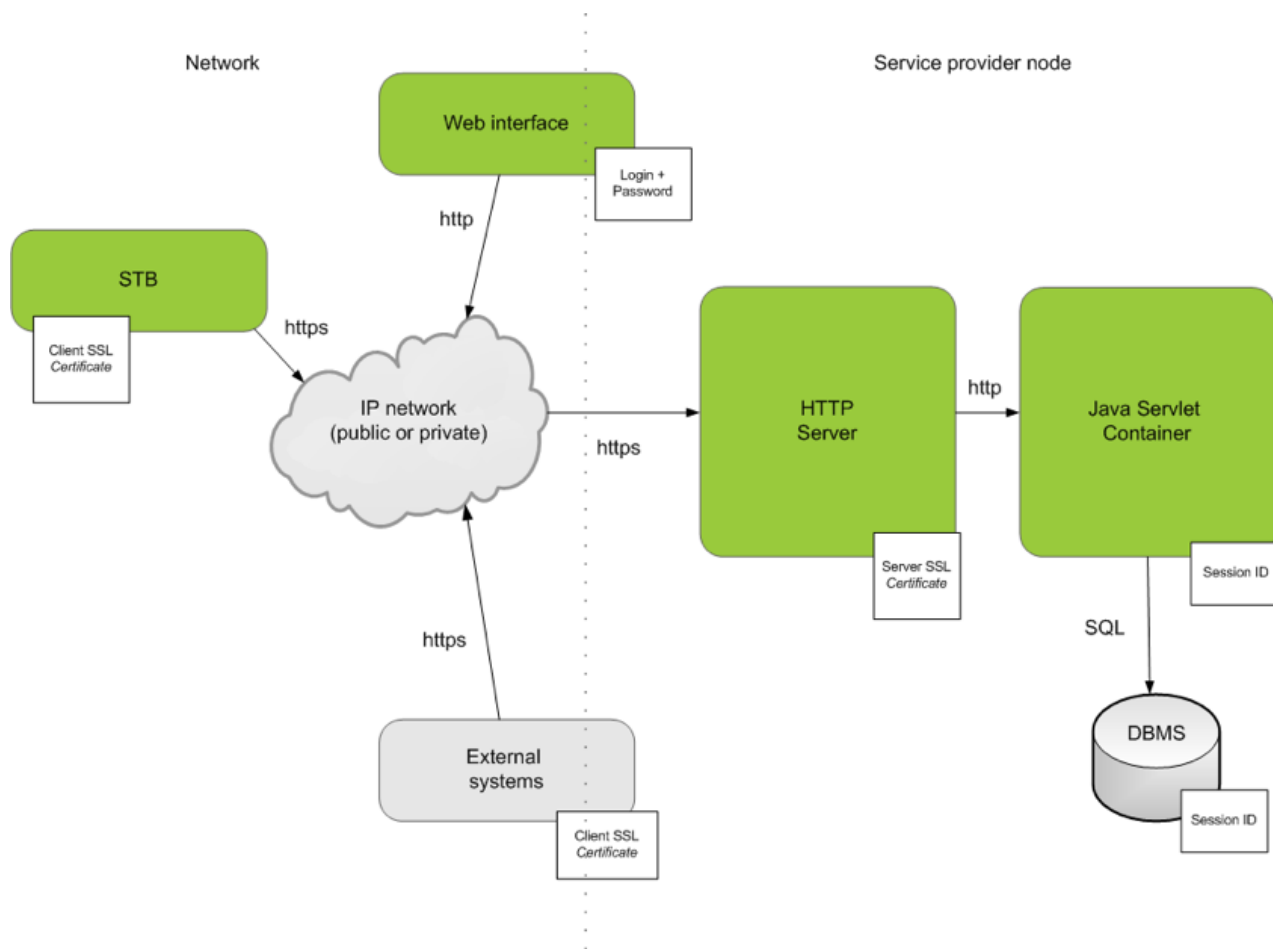 Network
Service provider node
Web interface
Login +
Password
http
STB
Client SSL
Certificate
https
IP network
(public or private)
https
HTTP
Server
Server SSL
Certificate
http
Java Servlet
Container
Session ID
SQL
DBMS
Session ID
https
External
systems
Client SSL
Certificate